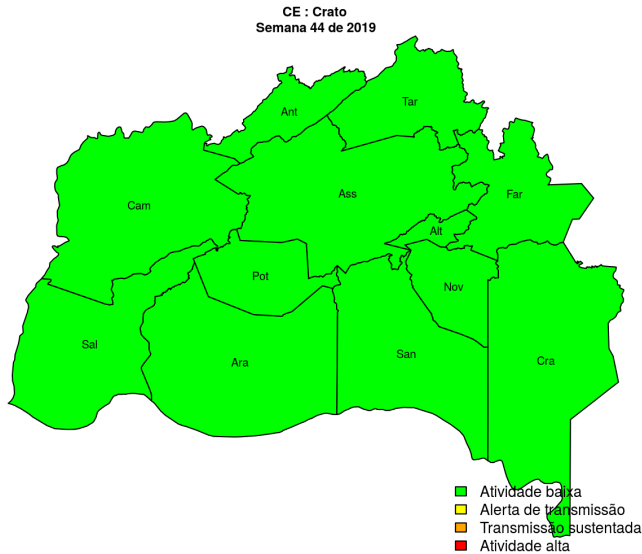 CE : Crato
Semana 44 de 2019
Tar
Ant
Ass
Far
Cam
Alt
Pot
Nov
Sal
San
Ara
Cra
Atividade baixa
Alerta de transmissão
Transmissão sustentada
Atividade alta